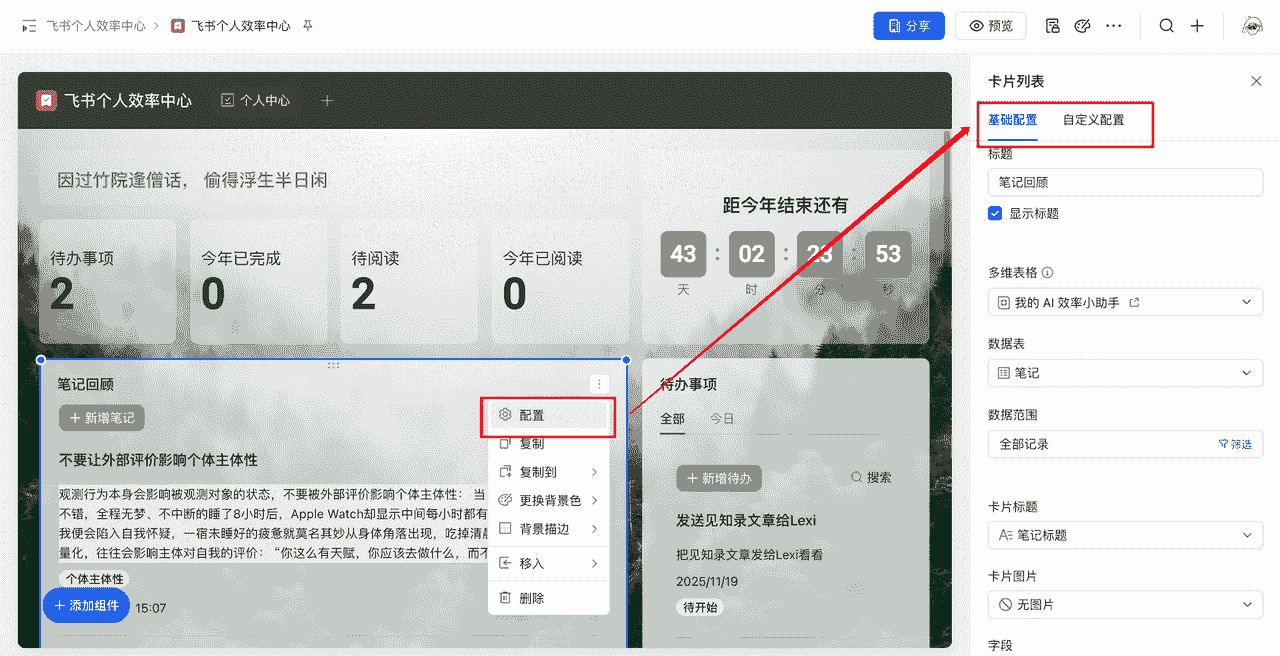 飞书个人效率中心 > 飞书个人效率中心
分享
预览
飞书个人效率中心
个人中心
因过竹院逢僧话， 偷得浮生半日闲
待办事项
2
今年已完成
0
待阅读
2
今年已阅读
0
距今年结束还有
43 : 02 : 23 : 53
天 时 分 秒
笔记回顾
+ 新增笔记
不要让外部评价影响个体主体性
观测行为本身会影响被观测对象的状态，不要被外部评价影响个体主体性： 当
不错，全程无梦、不中断的睡了8小时后，Apple Watch却显示中间每小时都有
我便会陷入自我怀疑，一宿未睡好的疲惫就莫名其妙从身体角落出现，吃掉清晨
量化，往往会影响主体对自我的评价：“你这么有天赋，你应该去做什么，而不
个体主体性
+ 添加组件
15:07
配置
复制
复制到
更换背景色
背景描边
移入
删除
待办事项
全部 今日
+ 新增待办
搜索
发送见知录文章给Lexi
把见知录文章发给Lexi看看
2025/11/19
待开始
卡片列表
基础配置 自定义配置
标题
笔记回顾
显示标题
多维表格
我的 AI 效率小助手
数据表
笔记
数据范围
全部记录
筛选
卡片标题
笔记标题
卡片图片
无图片
字段